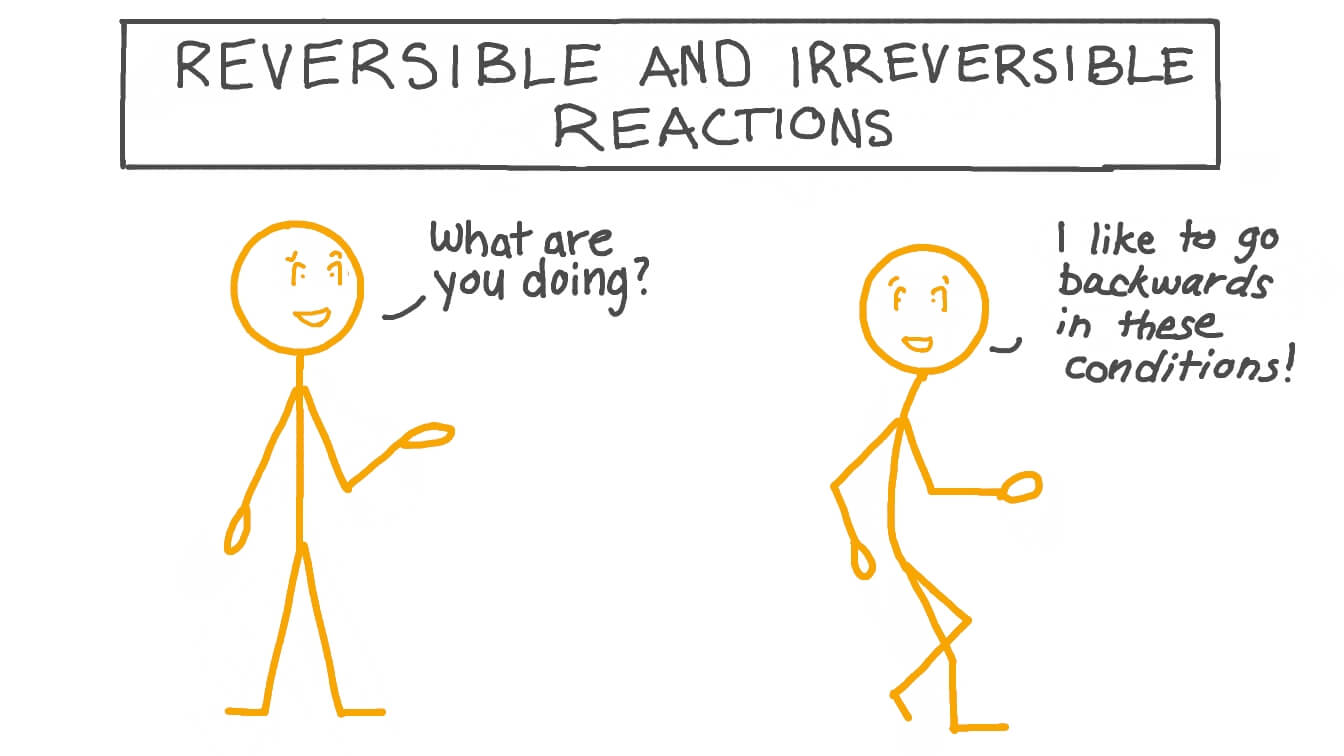 REVERSIBLE AND IRREVERSIBLE
REACTIONS
What are
you doing?
I like to go
backwards
in these
conditions!